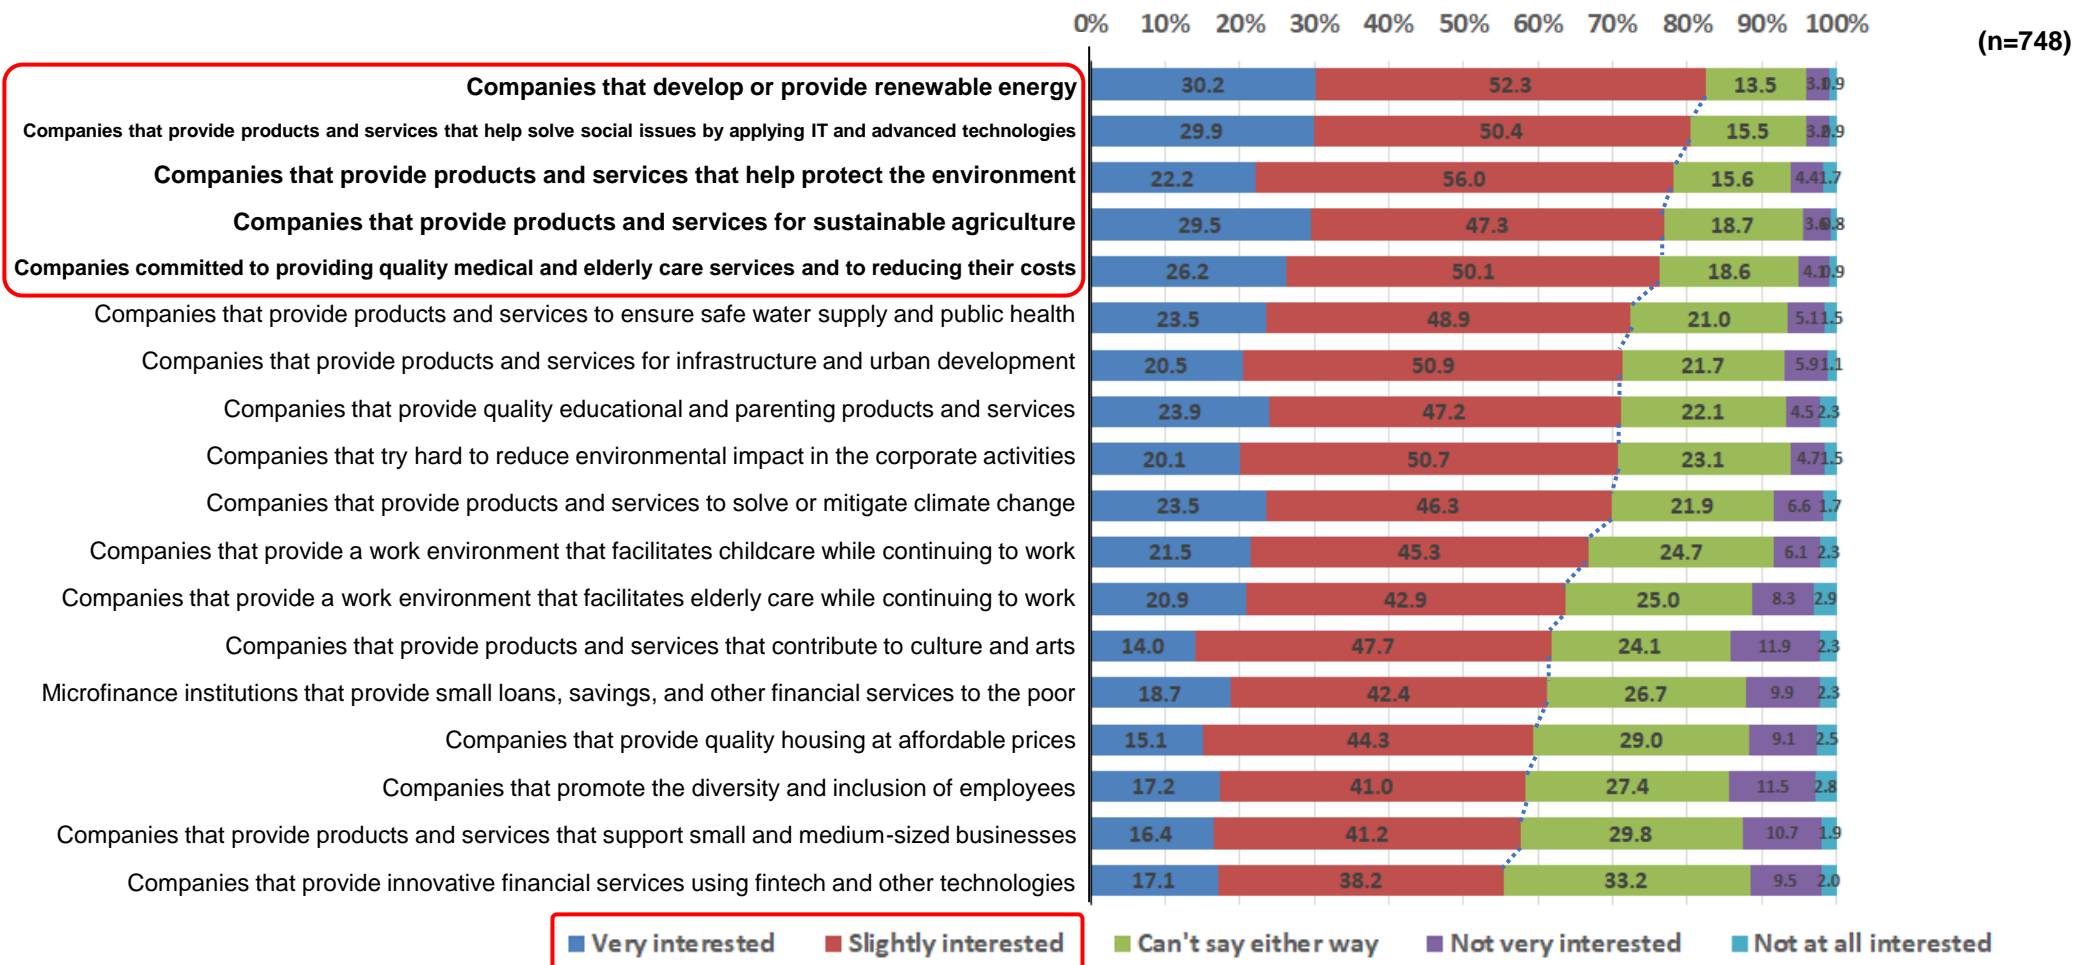 0% 10% 20% 30% 40% 50% 60% 70% 80% 90% 100%
(n=748)
Companies that develop or provide renewable energy 30.2 52.3 13.5 3.1 0.9
Companies that provide products and services that help solve social issues by applying IT and advanced technologies 29.9 50.4 15.5 3.2 0.9
Companies that provide products and services that help protect the environment 22.2 56.0 15.6 4.4 1.7
Companies that provide products and services for sustainable agriculture 29.5 47.3 18.7 3.6 0.8
Companies committed to providing quality medical and elderly care services and to reducing their costs 26.2 50.1 18.6 4.1 0.9
Companies that provide products and services to ensure safe water supply and public health 23.5 48.9 21.0 5.1 1.5
Companies that provide products and services for infrastructure and urban development 20.5 50.9 21.7 5.9 1.1
Companies that provide quality educational and parenting products and services 23.9 47.2 22.1 4.5 2.3
Companies that try hard to reduce environmental impact in the corporate activities 20.1 50.7 23.1 4.7 1.5
Companies that provide products and services to solve or mitigate climate change 23.5 46.3 21.9 6.6 1.7
Companies that provide a work environment that facilitates childcare while continuing to work 21.5 45.3 24.7 6.1 2.3
Companies that provide a work environment that facilitates elderly care while continuing to work 20.9 42.9 25.0 8.3 2.9
Companies that provide products and services that contribute to culture and arts 14.0 47.7 24.1 11.9 2.3
Microfinance institutions that provide small loans, savings, and other financial services to the poor 18.7 42.4 26.7 9.9 2.3
Companies that provide quality housing at affordable prices 15.1 44.3 29.0 9.1 2.5
Companies that promote the diversity and inclusion of employees 17.2 41.0 27.4 11.5 2.8
Companies that provide products and services that support small and medium-sized businesses 16.4 41.2 29.8 10.7 1.9
Companies that provide innovative financial services using fintech and other technologies 17.1 38.2 33.2 9.5 2.0
Very interested Slightly interested Can't say either way Not very interested Not at all interested